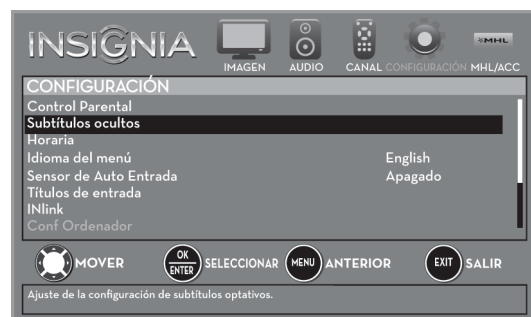 INSIGNIA
IMAGEN AUDIO CANAL CONFIGURACIÓN MHL/ACC
MHL
CONFIGURACIÓN
Control Parental
Subtítulos ocultos
Horaria
Idioma del menú English
Sensor de Auto Entrada Apagado
Títulos de entrada
INlink
Conf Ordenador
MOVER OK ENTER SELECCIONAR MENU ANTERIOR EXIT SALIR
Ajuste de la configuración de subtítulos optativos.